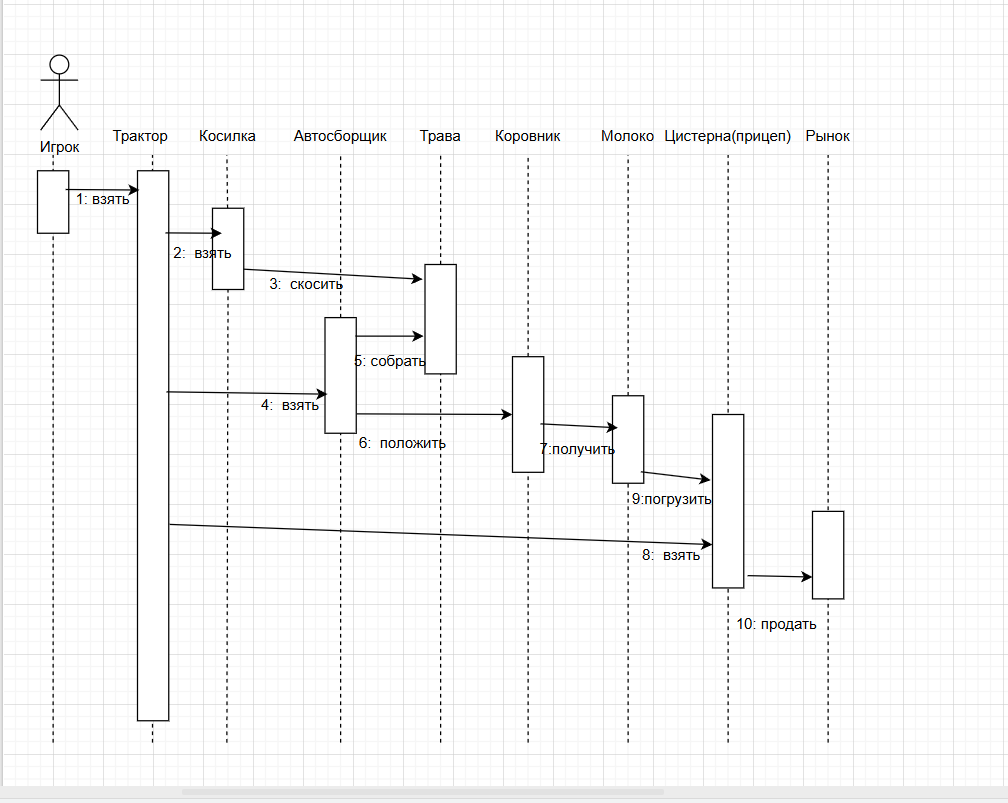 Игрок
Трактор
Косилка
Автосборщик
Трава
Коровник
Молоко
Цистерна(прицеп)
Рынок
1: взять
2:  взять
3:  скосить
5: собрать
4:  взять
6:  положить
7:получить
9:погрузить
8:  взять
10: продать